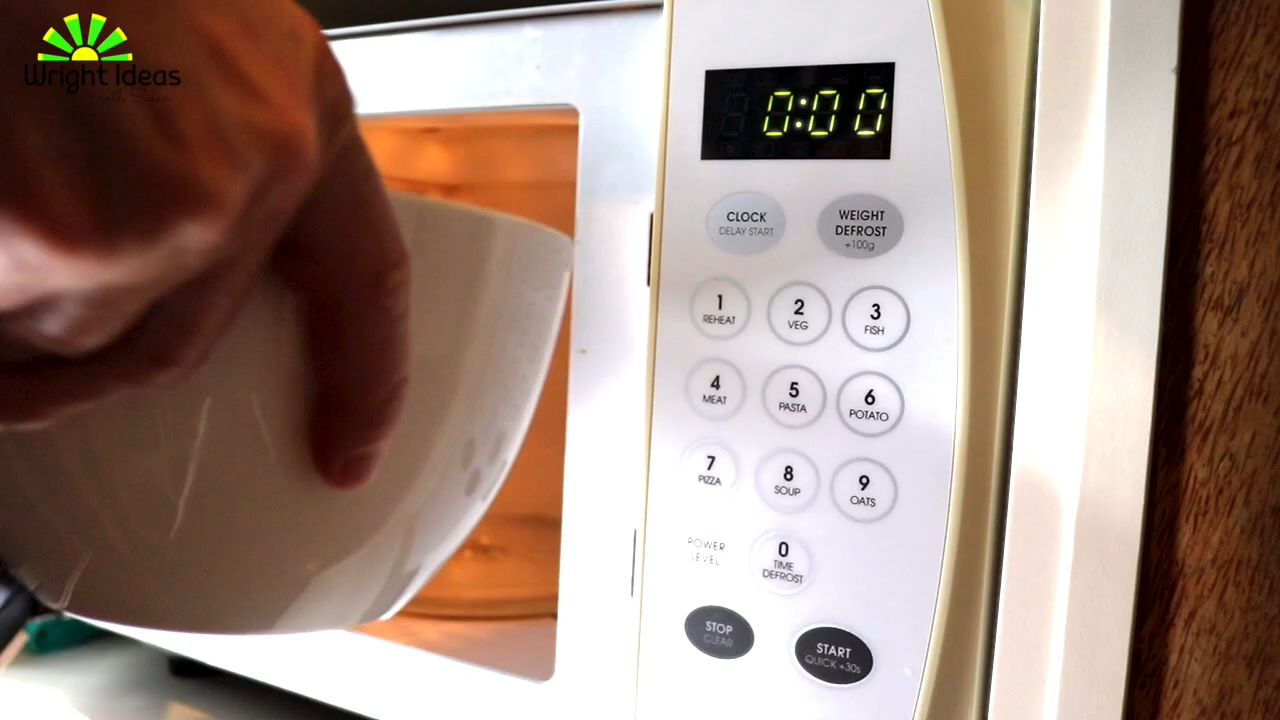 Wright Ideas
with Susan
0:00
CLOCK
DELAY START
WEIGHT
DEFROST
+100g
1
REHEAT
2
VEG
3
FISH
4
MEAT
5
PASTA
6
POTATO
7
PIZZA
8
SOUP
9
OATS
POWER
LEVEL
0
TIME
DEFROST
STOP
CLEAR
START
QUICK +30s